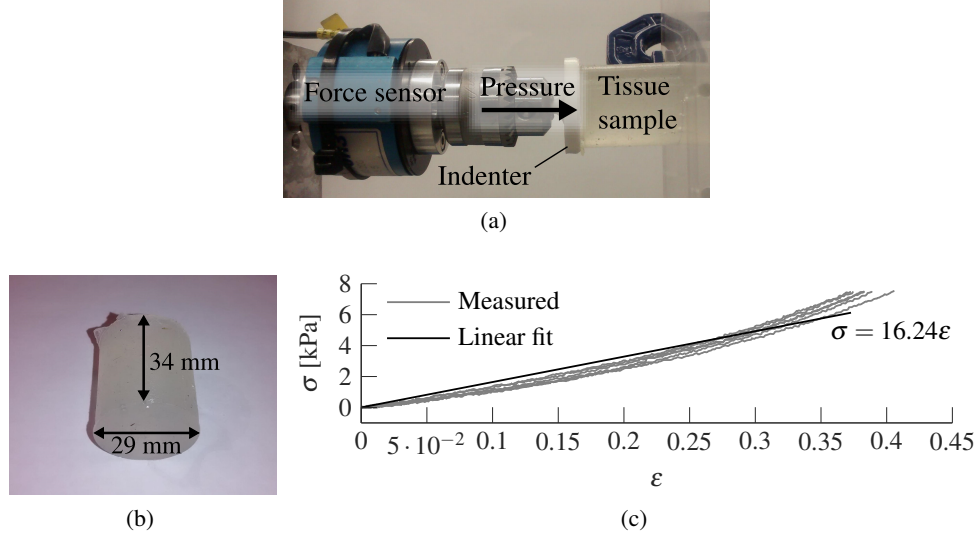 Force sensor
Pressure
Tissue
sample
Indenter
(a)
34 mm
29 mm
(b)
8
6
4
2
0
σ [kPa]
Measured
Linear fit
σ = 16.24ε
0
5 · 10⁻²
0.1
0.15
0.2
0.25
0.3
0.35
0.4
0.45
ε
(c)